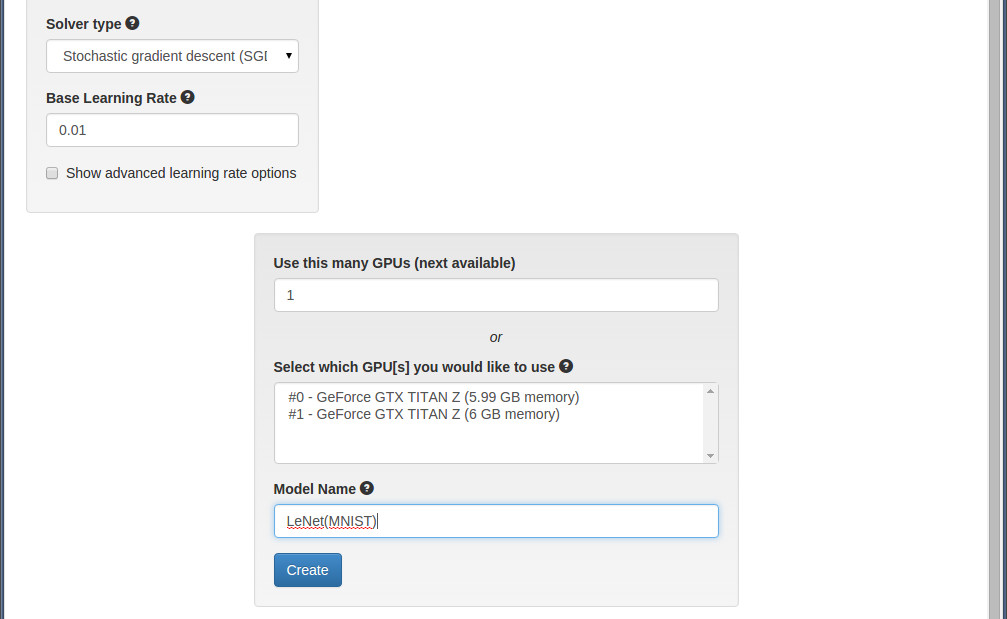 Solver type
Stochastic gradient descent (SGI
Base Learning Rate
0.01
Show advanced learning rate options
Use this many GPUs (next available)
1
or
Select which GPU[s] you would like to use
#0 - GeForce GTX TITAN Z (5.99 GB memory)
#1 - GeForce GTX TITAN Z (6 GB memory)
Model Name
LeNet(MNIST)
Create